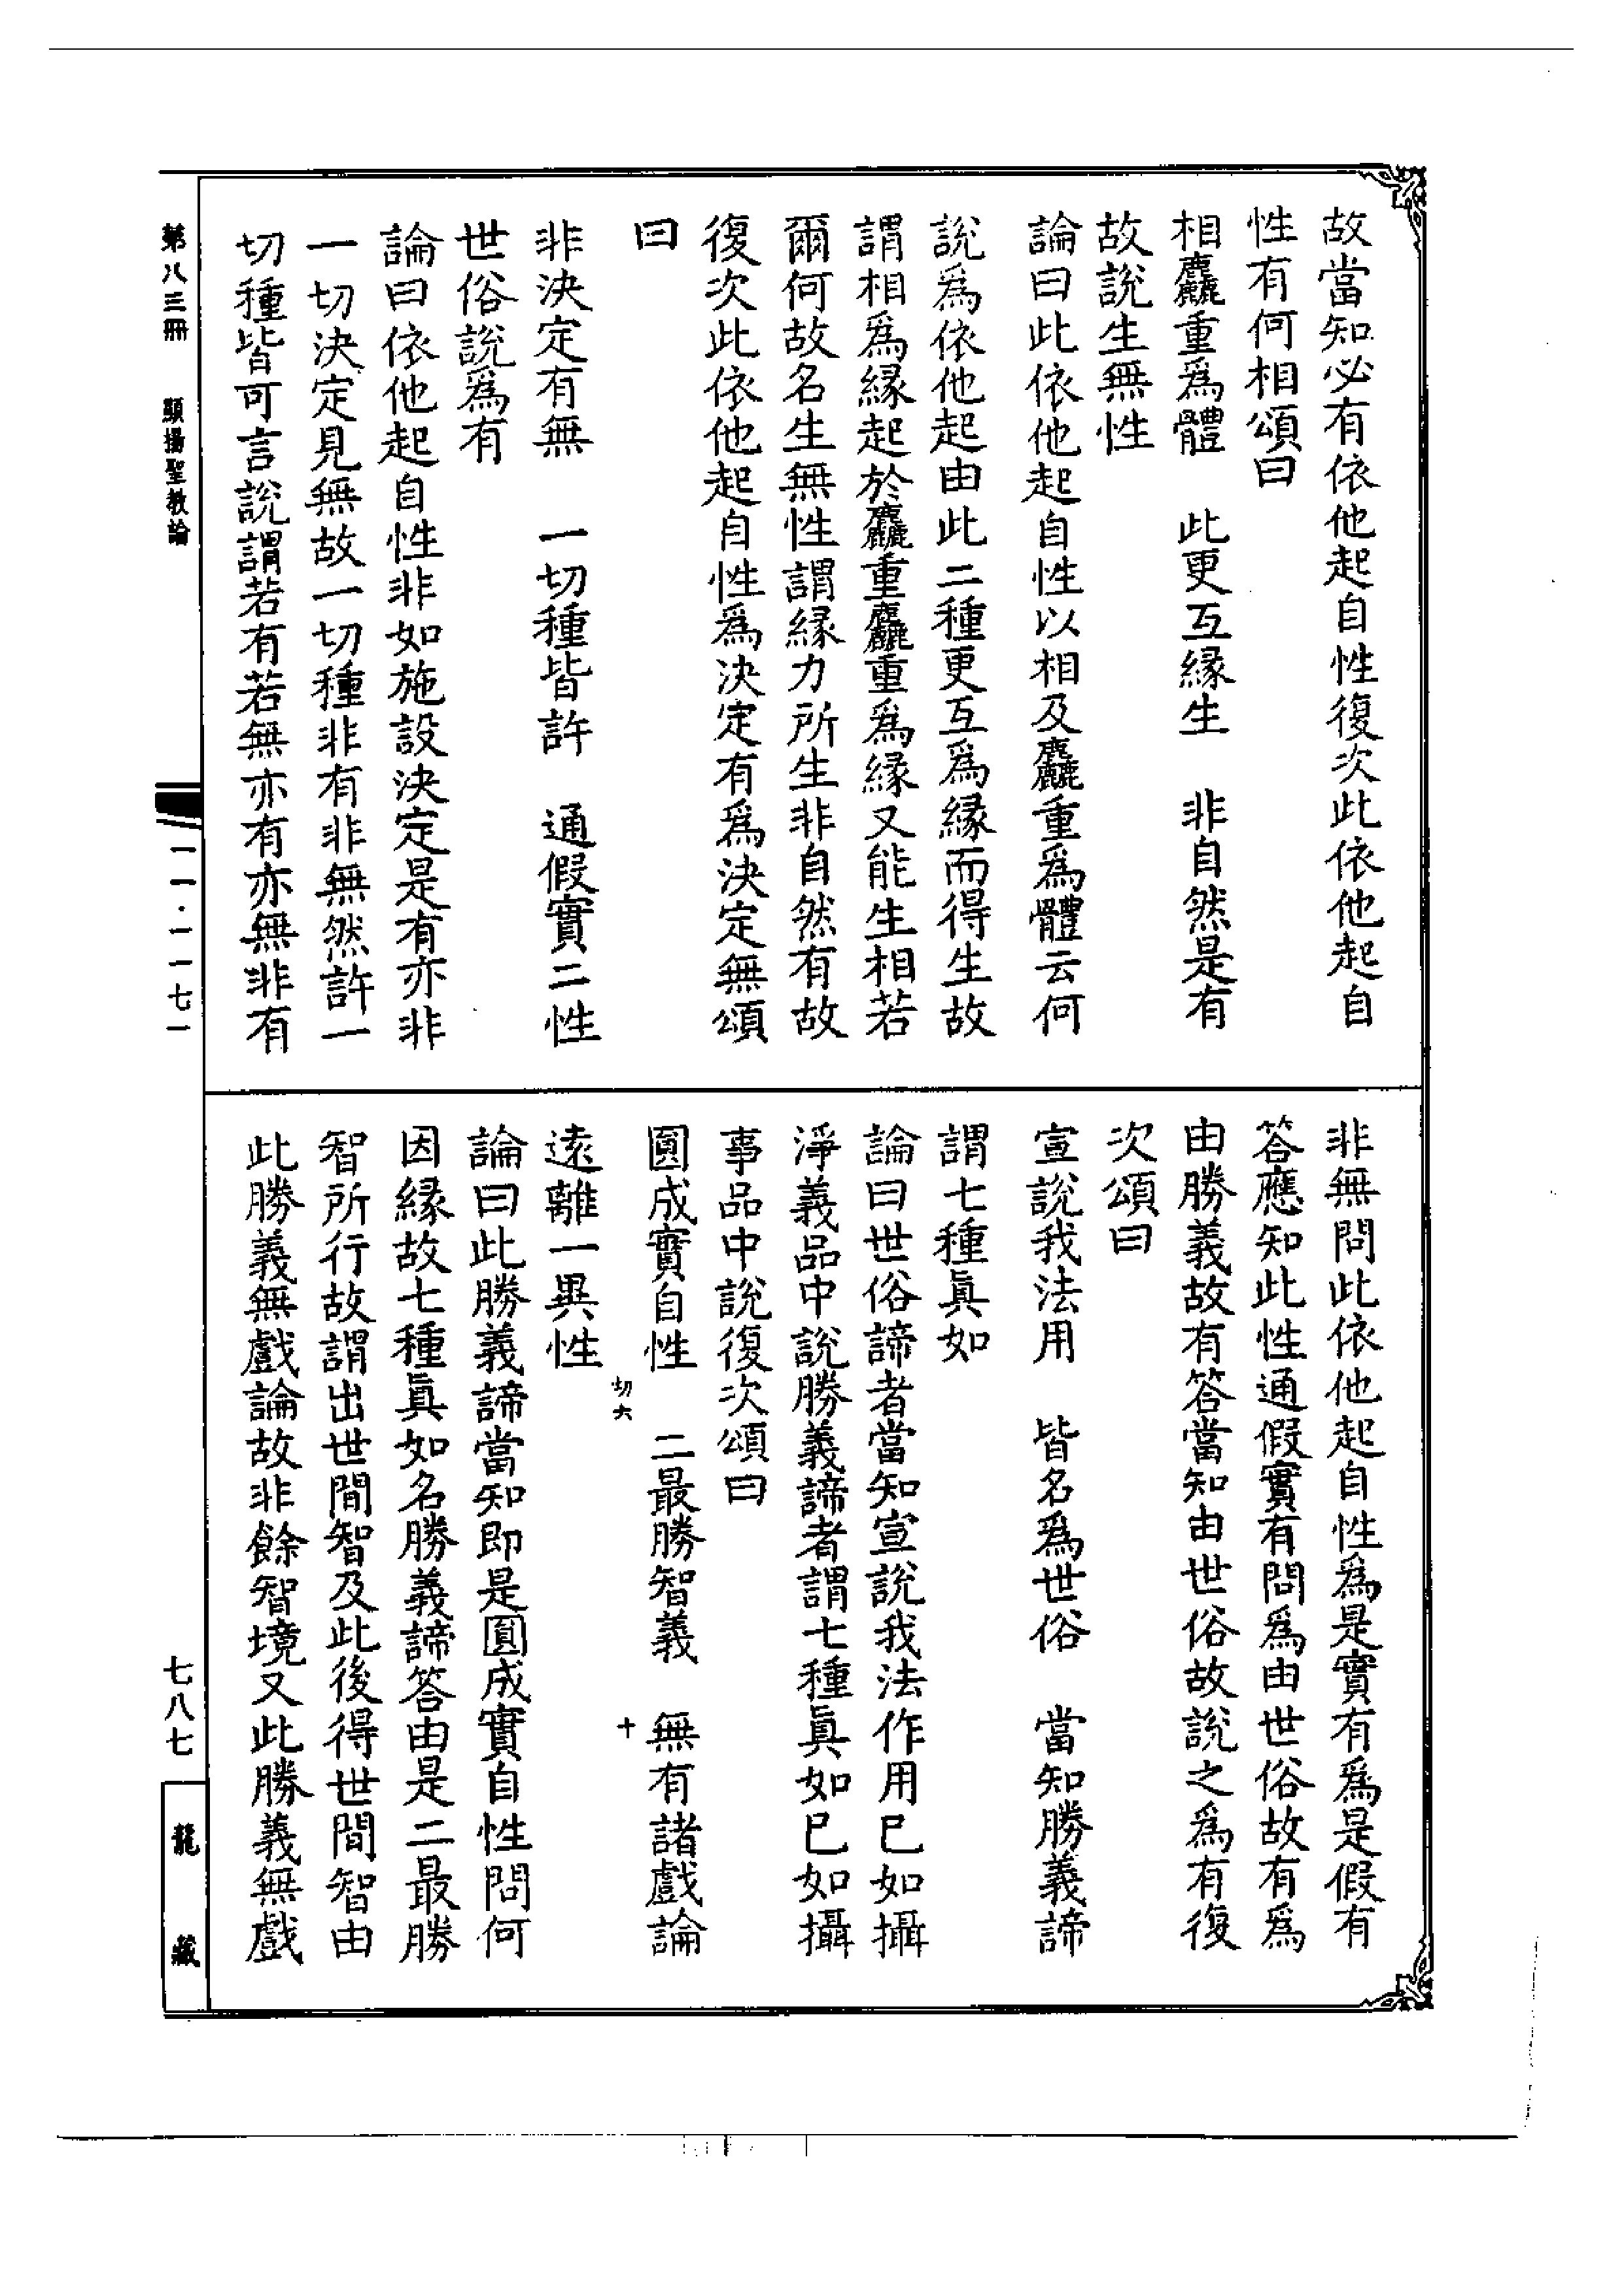 故當知必有依他起自性復次此依他起自
性有何相頌曰
相麤重爲體　此更互緣生　非自然是有
故說生無性
論曰此依他起自性以相及麤重爲體云何
說爲依他起由此二種更互爲緣而得生故
謂相爲緣起於麤重麤重爲緣又能生相若
爾何故名生無性謂緣力所生非自然有故
復次此依他起自性爲決定有爲決定無頌
曰
非決定有無　一切種皆許　通假實二性
世俗說爲有
論曰依他起自性非如施設決定是有亦非
一切決定見無故一切種非有非無然許一
切種皆可言說謂若有若無亦有亦無非有
非無問此依他起自性爲是實有爲是假有
答應知此性通假實有問爲由世俗故有爲
由勝義故有答當知由世俗故說之爲有復
次頌曰
宣說我法用　皆名爲世俗　當知勝義諦
謂七種眞如
論曰世俗諦者當知宣說我法作用巳如攝
淨義品中說勝義諦者謂七種眞如巳如攝
事品中說復次頌曰
圓成實自性　二最勝智義　無有諸戲論
切六　十
遠離一異性
論曰此勝義諦當知即是圓成實自性問何
因緣故七種眞如名勝義諦答由是二最勝
智所行故謂出世間智及此後得世間智由
此勝義無戲論故非餘智境又此勝義無戲
第八三冊　顯揚聖教論
一一·一一七一
七八七
龍藏